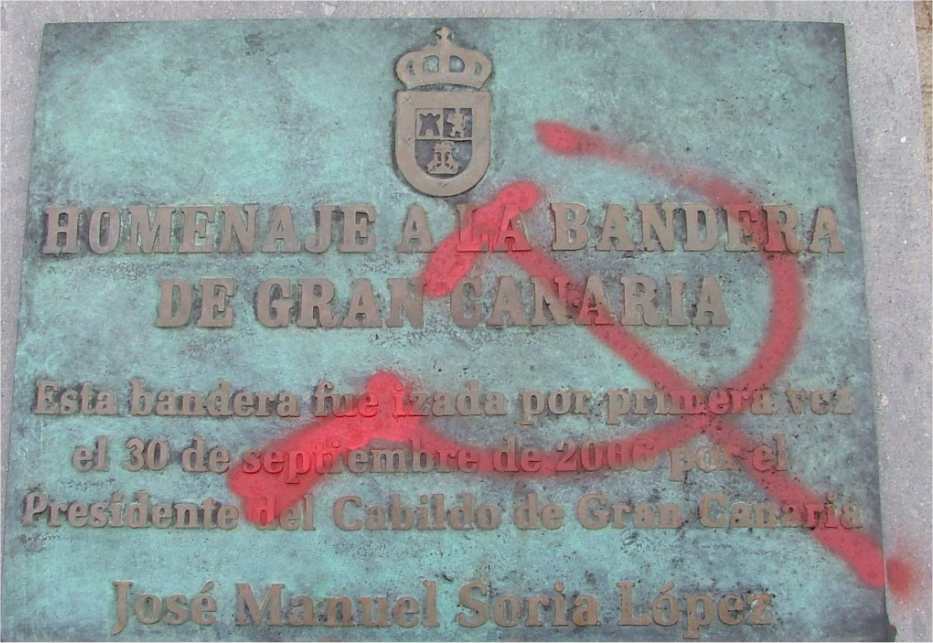 HOMENAJE A LA BANDERA
DE GRAN CANARIA
Esta bandera fue izada por primera vez
el 30 de septiembre de 2006 por el
Presidente del Cabildo de Gran Canaria
José Manuel Soria López